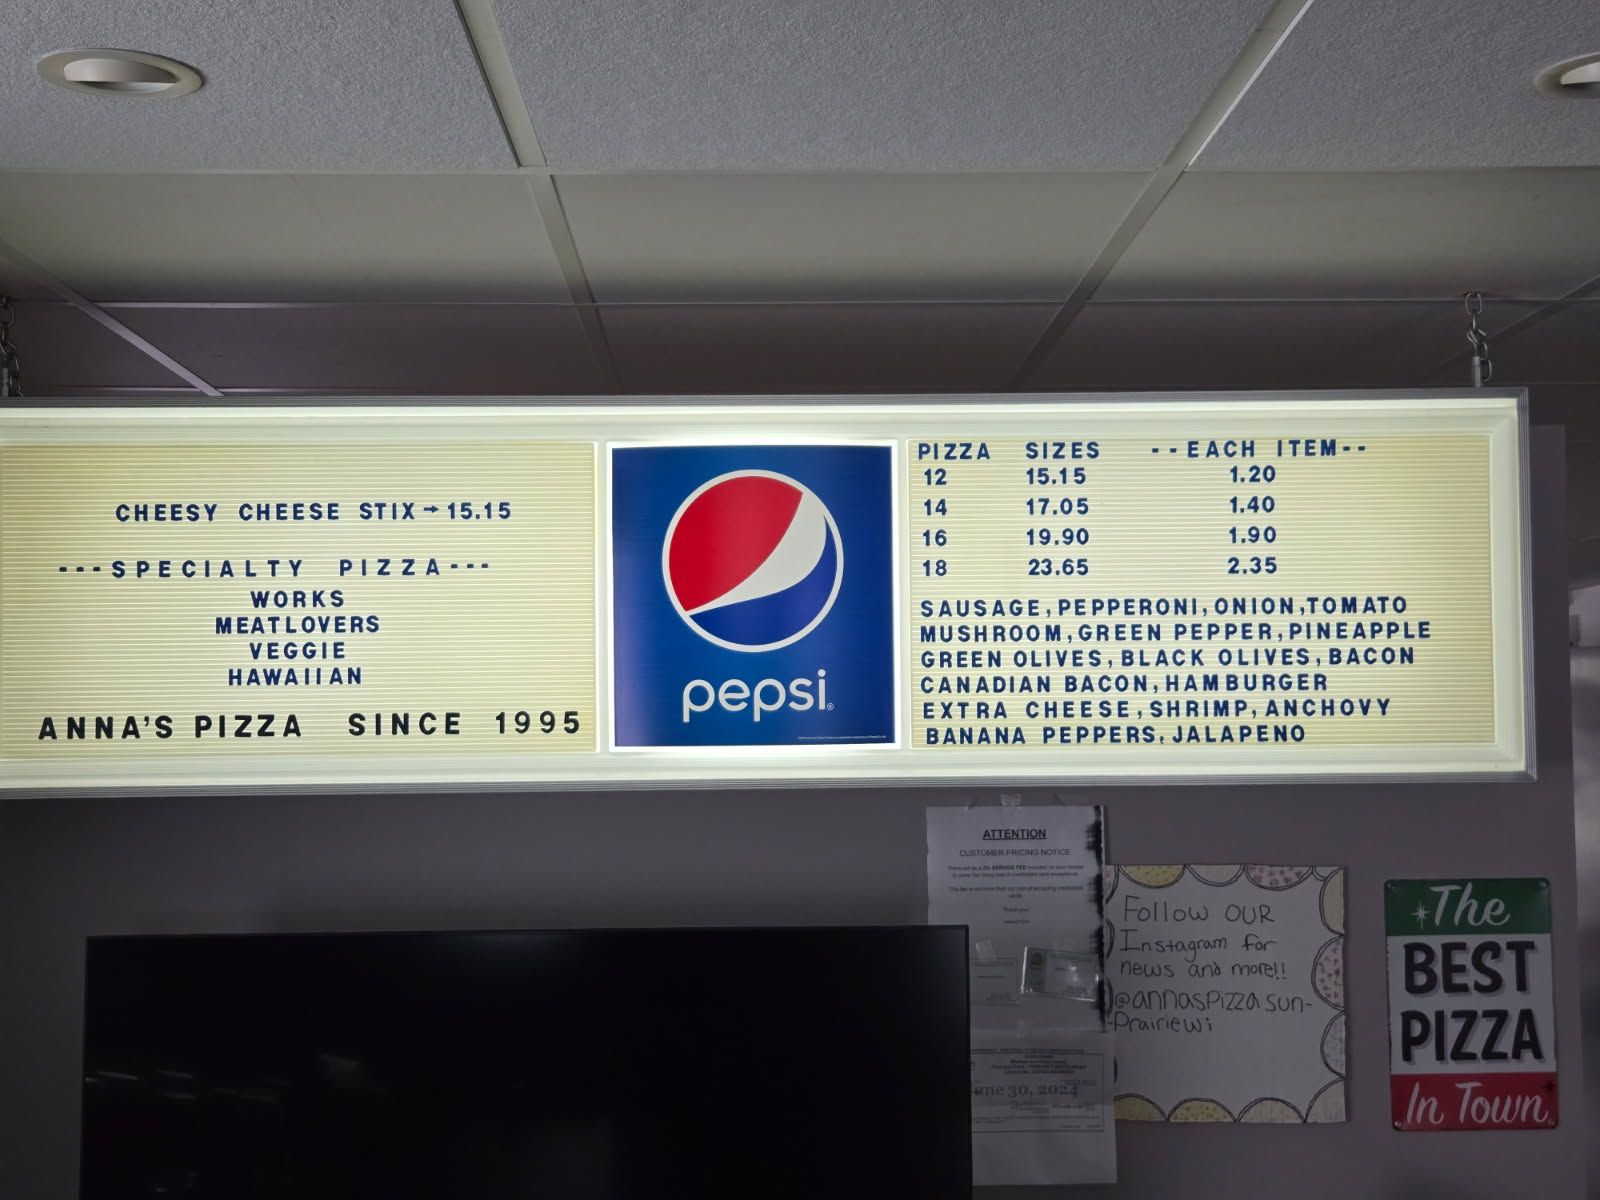 CHEESY CHEESE STIX→15.15
---SPECIALTY PIZZA---
WORKS
MEATLOVERS
VEGGIE
HAWAIIAN
ANNA'S PIZZA SINCE 1995
pepsi®
PIZZA SIZES --EACH ITEM--
12 15.15 1.20
14 17.05 1.40
16 19.90 1.90
18 23.65 2.35
SAUSAGE,PEPPERONI,ONION,TOMATO
MUSHROOM,GREEN PEPPER,PINEAPPLE
GREEN OLIVES,BLACK OLIVES,BACON
CANADIAN BACON,HAMBURGER
EXTRA CHEESE,SHRIMP,ANCHOVY
BANANA PEPPERS,JALAPENO
ATTENTION
CUSTOMER PRICING NOTICE
une 30, 2024
Follow OUR
Instagram for
news and more!!
@annasPizzasun-
-Prairiewi
The
BEST
PIZZA
In Town